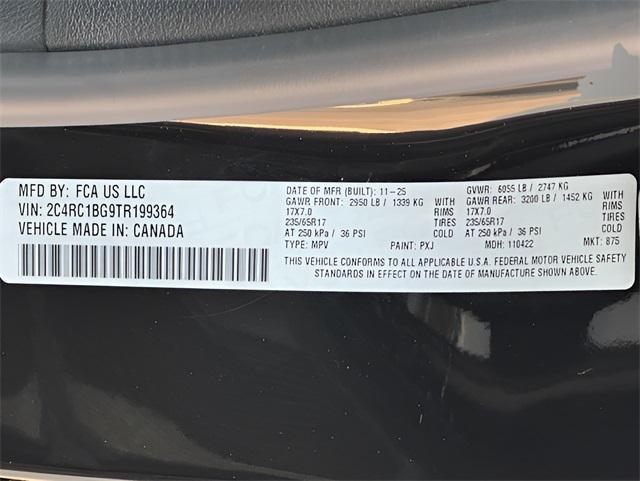 MFD BY: FCA US LLC
VIN: 2C4RC1BG9TR199364
VEHICLE MADE IN: CANADA
DATE OF MFR (BUILT): 11-25
GAWR FRONT: 2950 LB / 1339 KG WITH
17X7.0 TIRES
235/65R17 COLD
AT 250 kPa / 36 PSI
TYPE: MPV PAINT: PXJ
GVWR: 6055 LB / 2747 KG
GAWR REAR: 3200 LB / 1452 KG WITH
17X7.0 TIRES
235/65R17 COLD
AT 250 kPa / 36 PSI
MDH: 110422 MKT: 875
THIS VEHICLE CONFORMS TO ALL APPLICABLE U.S.A. FEDERAL MOTOR VEHICLE SAFETY
STANDARDS IN EFFECT ON THE DATE OF MANUFACTURE SHOWN ABOVE.